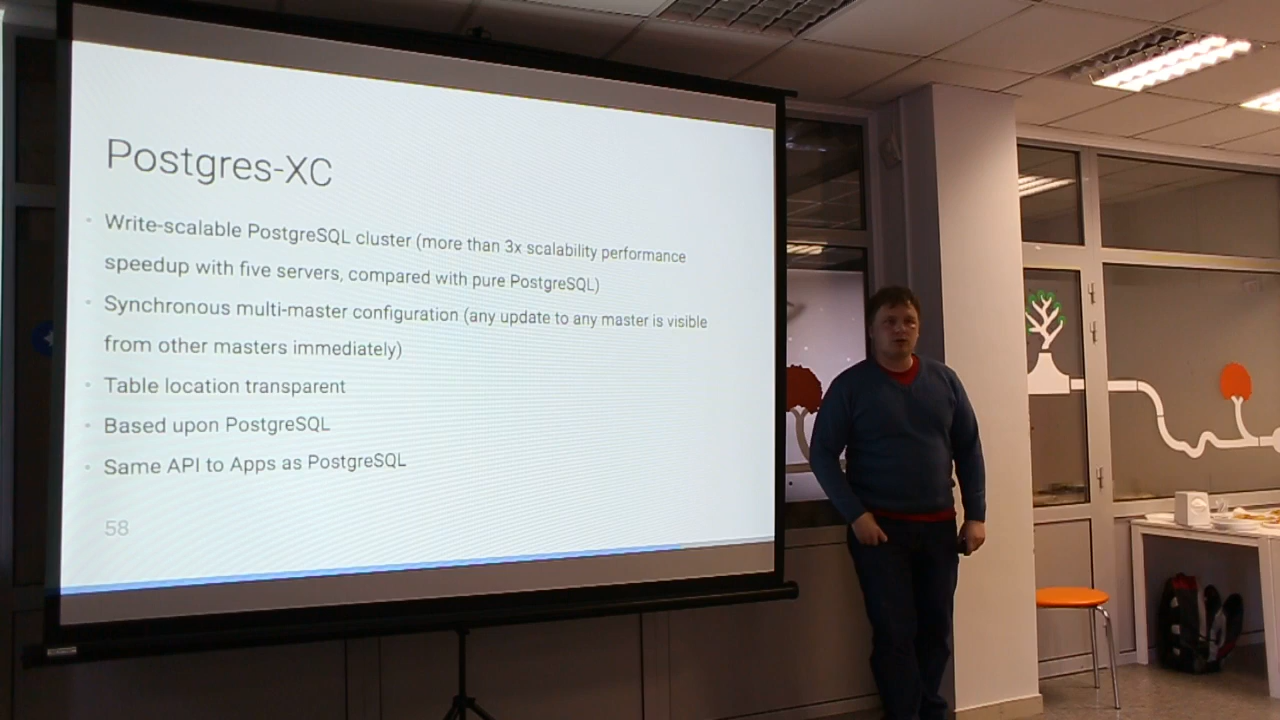 Postgres-XC
Write-scalable PostgreSQL cluster (more than 3x scalability performance
speedup with five servers, compared with pure PostgreSQL)
Synchronous multi-master configuration (any update to any master is visible
from other masters immediately)
Table location transparent
Based upon PostgreSQL
Same API to Apps as PostgreSQL
58